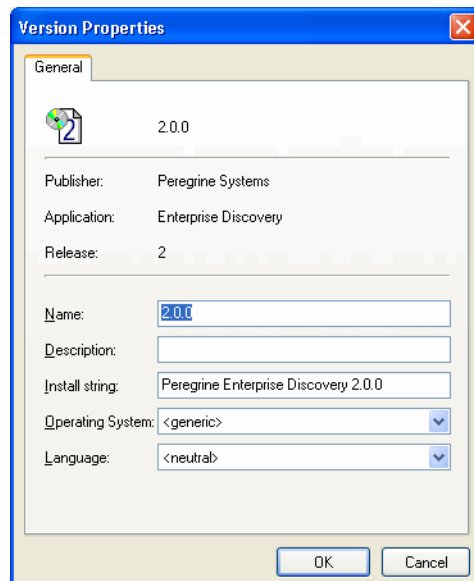 Version Properties
General
2
2.0.0
Publisher: Peregrine Systems
Application: Enterprise Discovery
Release: 2
Name: 2.0.0
Description:
Install string: Peregrine Enterprise Discovery 2.0.0
Operating System: <generic>
Language: <neutral>
OK Cancel